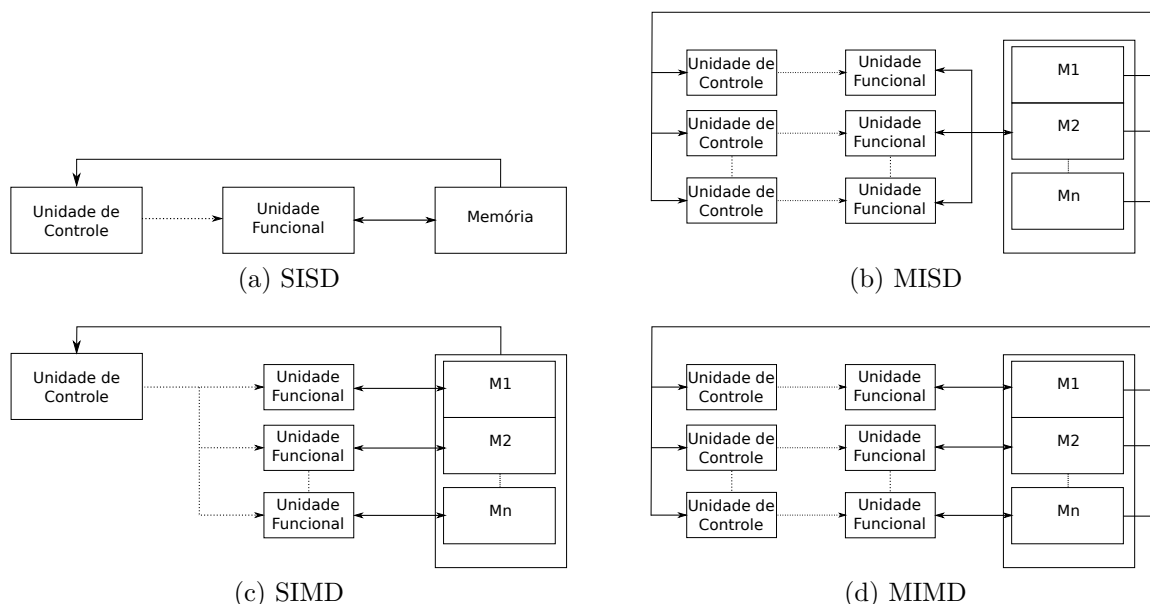 Unidade de
Controle
Unidade
Funcional
Memória
(a) SISD
Unidade de
Controle
Unidade
Funcional
M1
Unidade de
Controle
Unidade
Funcional
M2
Unidade de
Controle
Unidade
Funcional
Mn
(b) MISD
Unidade de
Controle
Unidade
Funcional
M1
Unidade
Funcional
M2
Unidade
Funcional
Mn
(c) SIMD
Unidade de
Controle
Unidade
Funcional
M1
Unidade de
Controle
Unidade
Funcional
M2
Unidade de
Controle
Unidade
Funcional
Mn
(d) MIMD